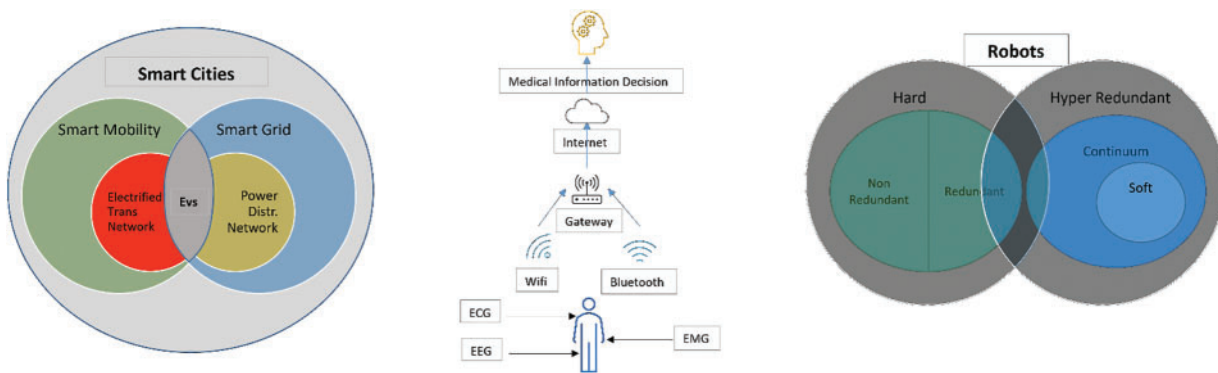 Smart Cities
Smart Mobility
Smart Grid
Electrified
Trans
Network
Evs
Power
Distr.
Network
Medical Information Decision
Internet
Gateway
Wifi
Bluetooth
ECG
EEG
EMG
Robots
Hard
Hyper Redundant
Non
Redundant
Redundant
Continuum
Soft